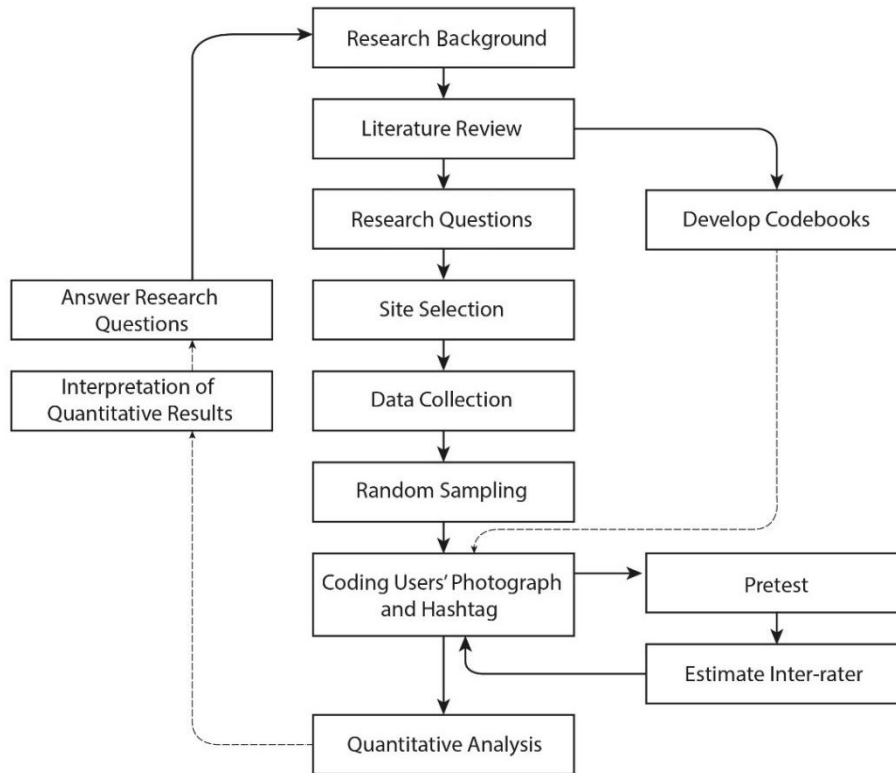 Research Background
Literature Review
Research Questions
Develop Codebooks
Answer Research
Questions
Site Selection
Interpretation of
Quantitative Results
Data Collection
Random Sampling
Coding Users' Photograph
and Hashtag
Pretest
Estimate Inter-rater
Quantitative Analysis